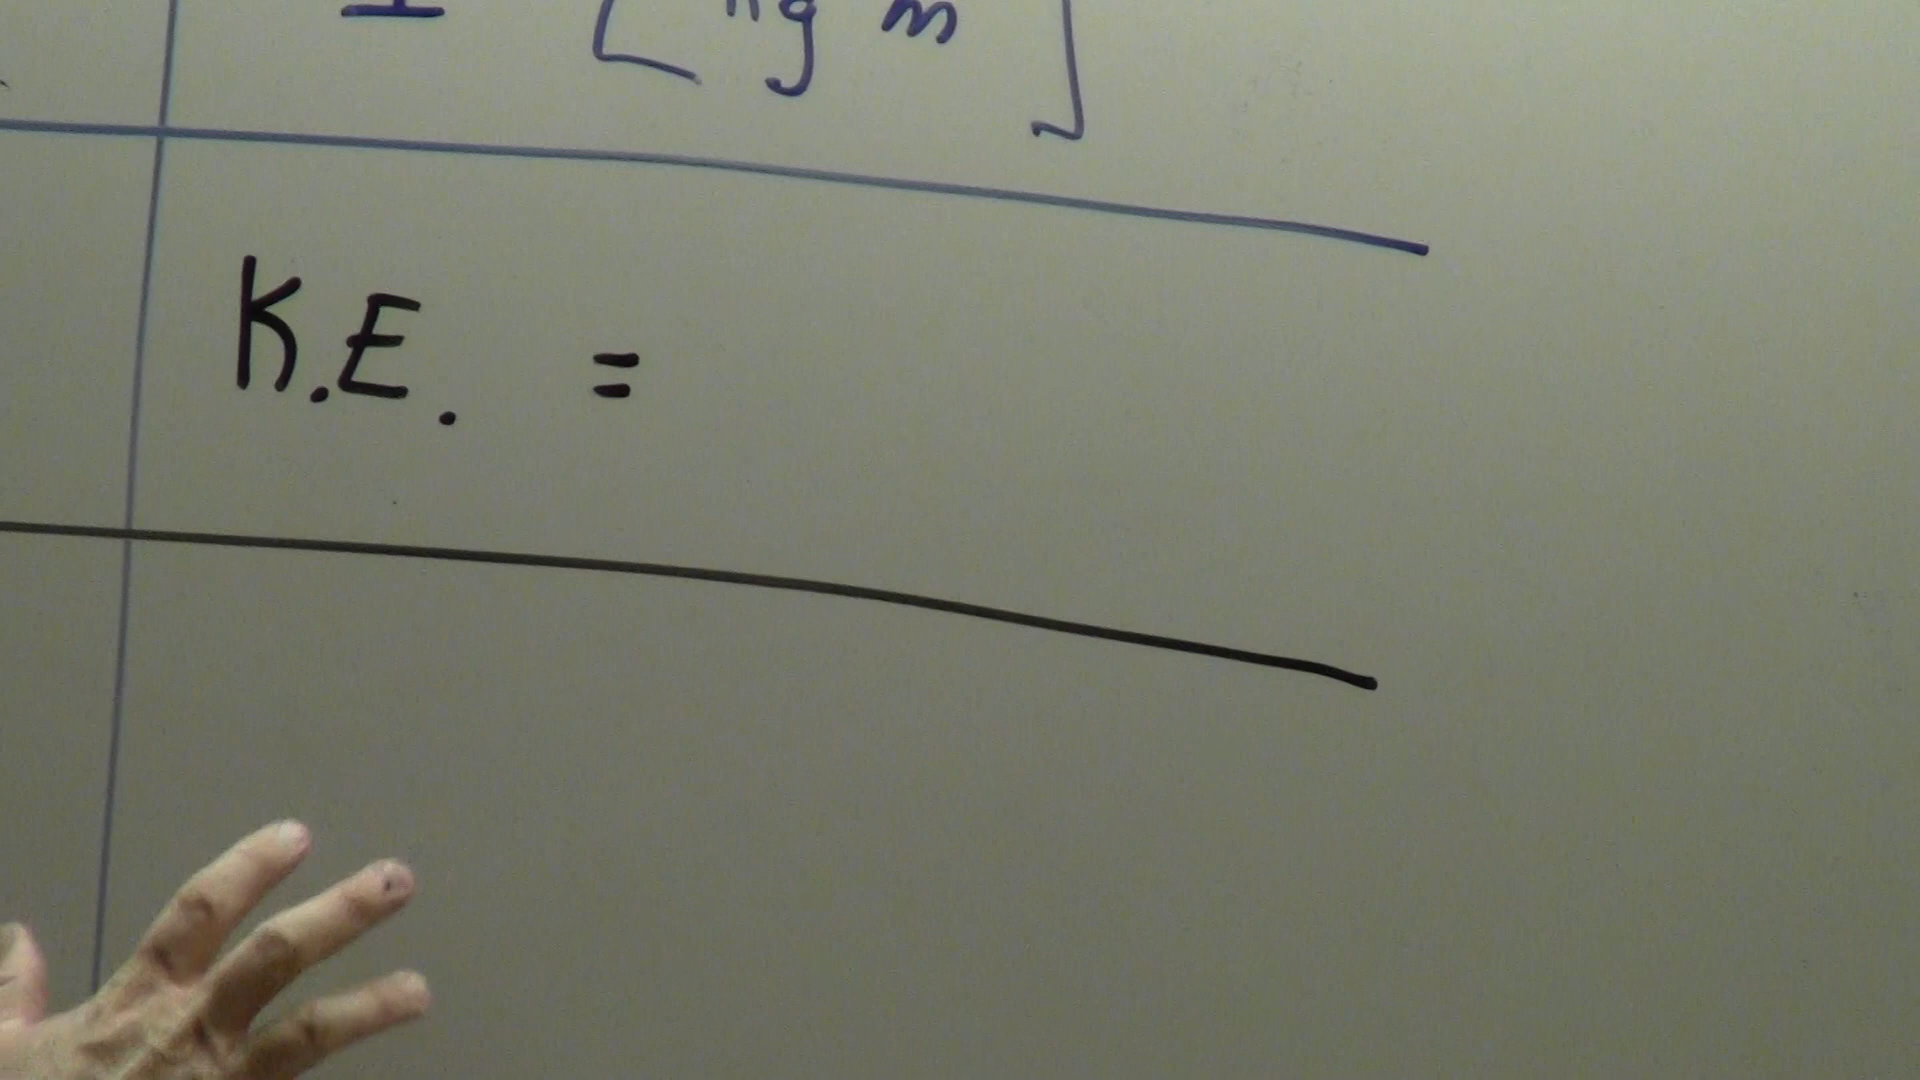 I [ kg m ]
K.E. =